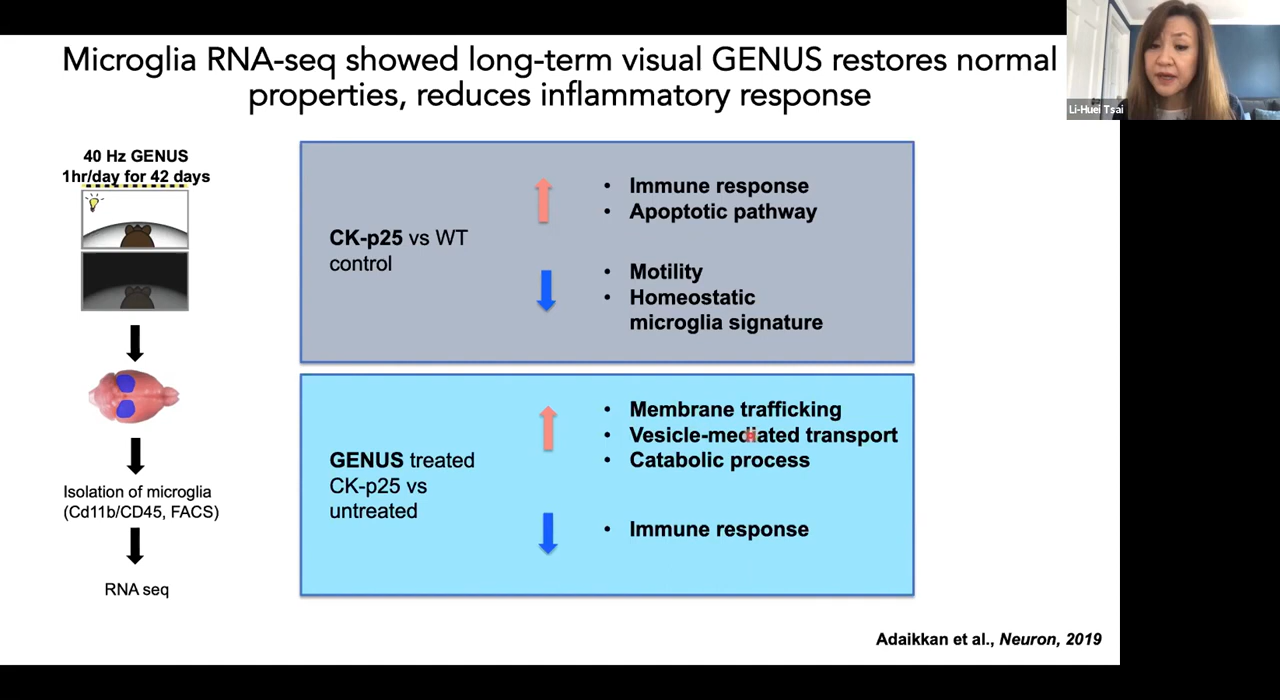 Microglia RNA-seq showed long-term visual GENUS restores normal
properties, reduces inflammatory response
Li-Huei Tsai
40 Hz GENUS
1hr/day for 42 days
Isolation of microglia
(Cd11b/CD45, FACS)
RNA seq
CK-p25 vs WT
control
• Immune response
• Apoptotic pathway
• Motility
• Homeostatic
microglia signature
GENUS treated
CK-p25 vs
untreated
• Membrane trafficking
• Vesicle-mediated transport
• Catabolic process
• Immune response
Adaikkan et al., Neuron, 2019